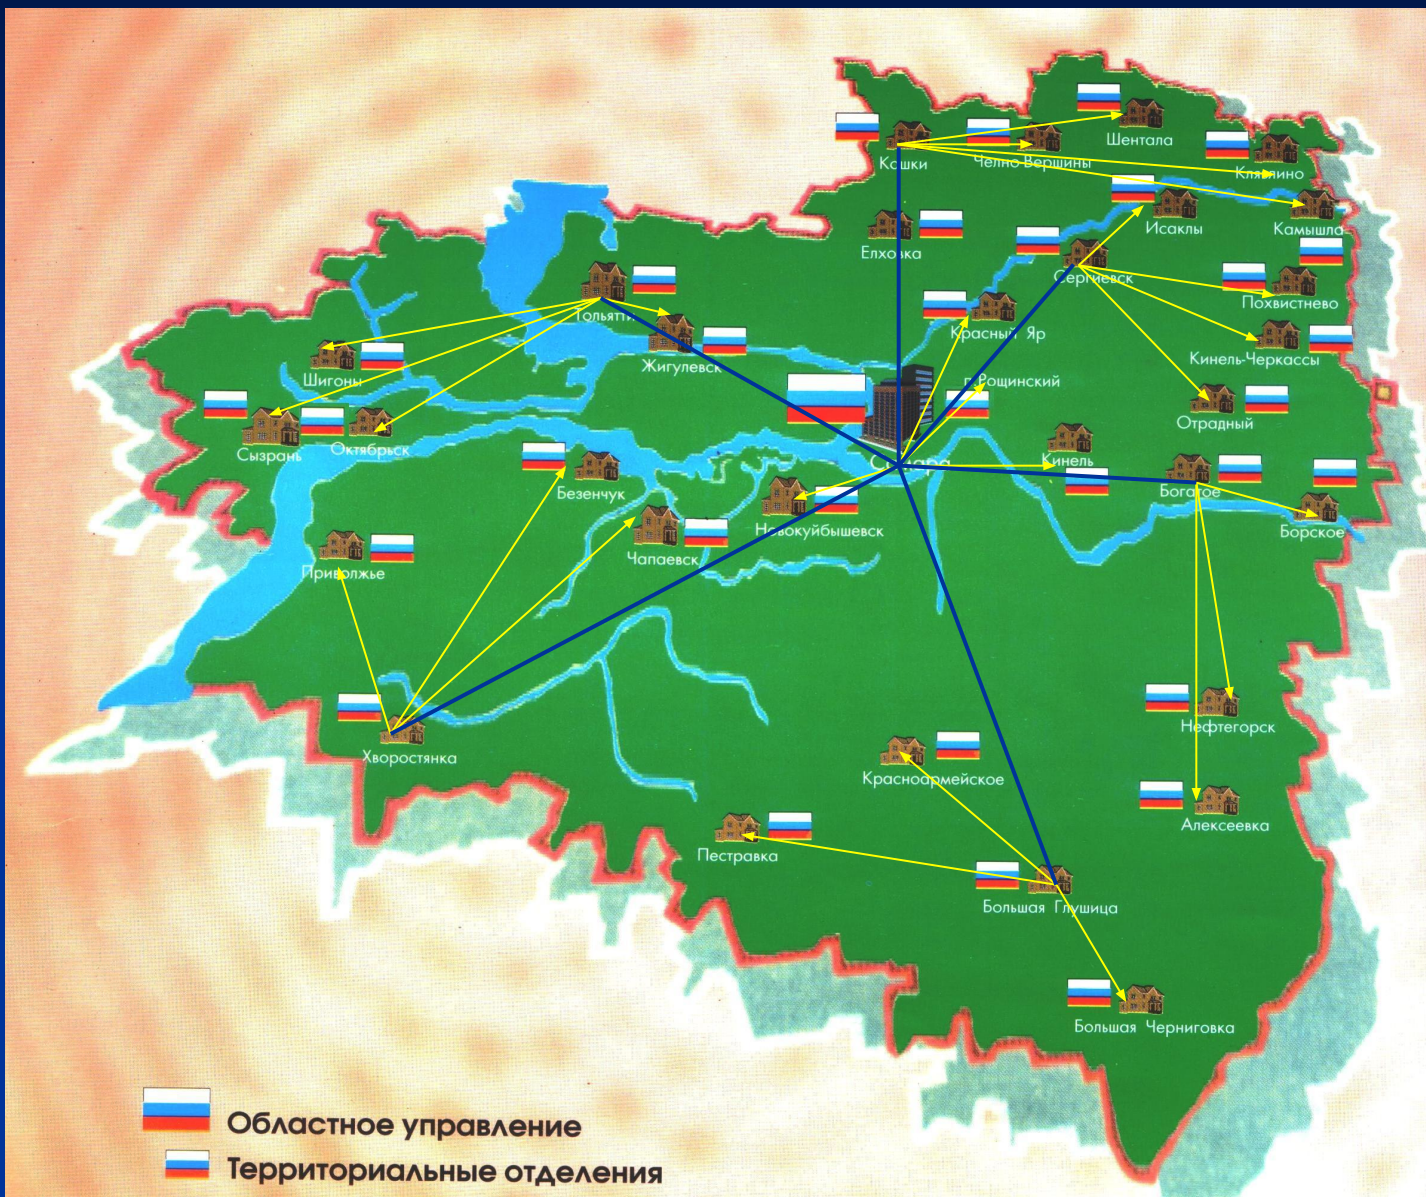 Шентала
Кошки
Челно Вершины
Клявлино
Исаклы
Камышла
Елховка
Сергиевск
Похвистнево
Тольятти
Красный Яр
Кинель-Черкассы
Жигулевск
Шигоны
п.Рощинский
Отрадный
Сызрань
Октябрьск
Самара
Кинель
Безенчук
Богатое
Новокуйбышевск
Борское
Чапаевск
Приволжье
Нефтегорск
Хворостянка
Красноармейское
Алексеевка
Пестравка
Большая Глушица
Большая Черниговка
Областное управление
Территориальные отделения